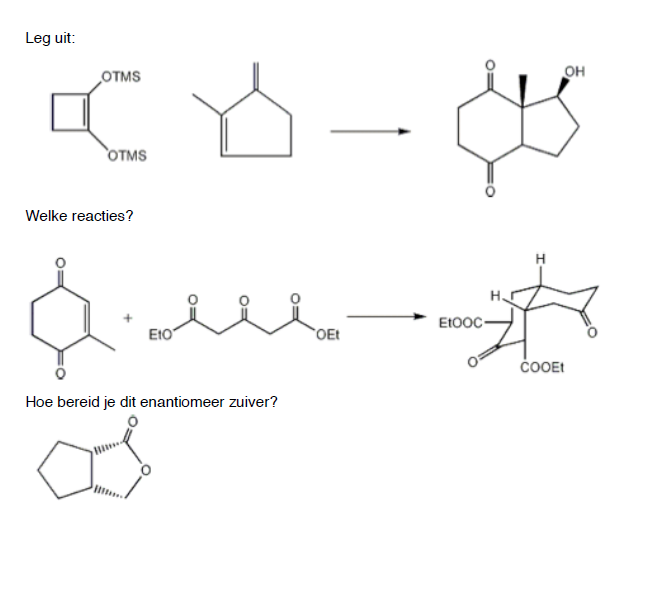 Leg uit:
OTMS
OTMS
O
OH
O
Welke reacties?
O
O
+
EtO
O
O
O
OEt
H
H
EtOOC
O
O
COOEt
Hoe bereid je dit enantiomeer zuiver?
O
O